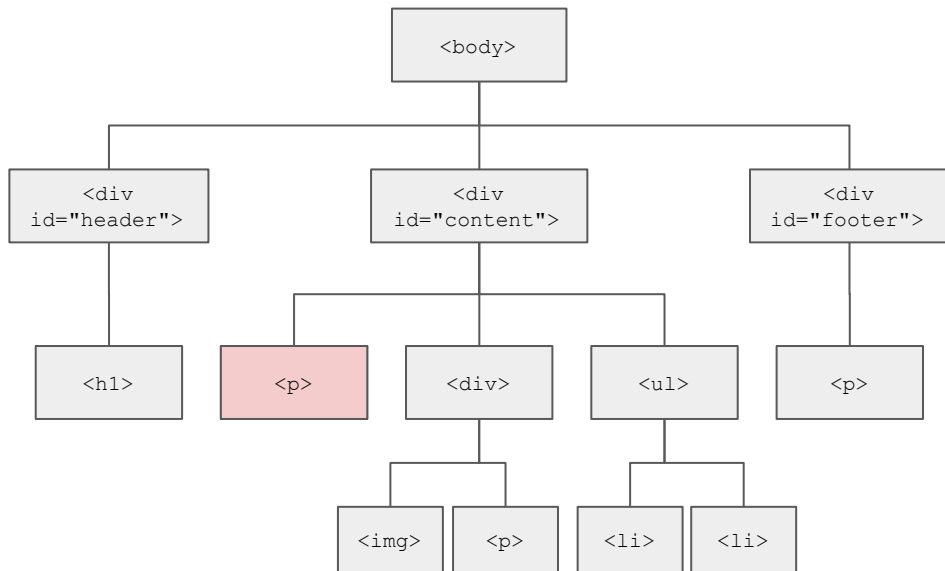 <body>
<div
id="header">
<div
id="content">
<div
id="footer">
<h1>
<p>
<div>
<ul>
<p>
<img>
<p>
<li>
<li>